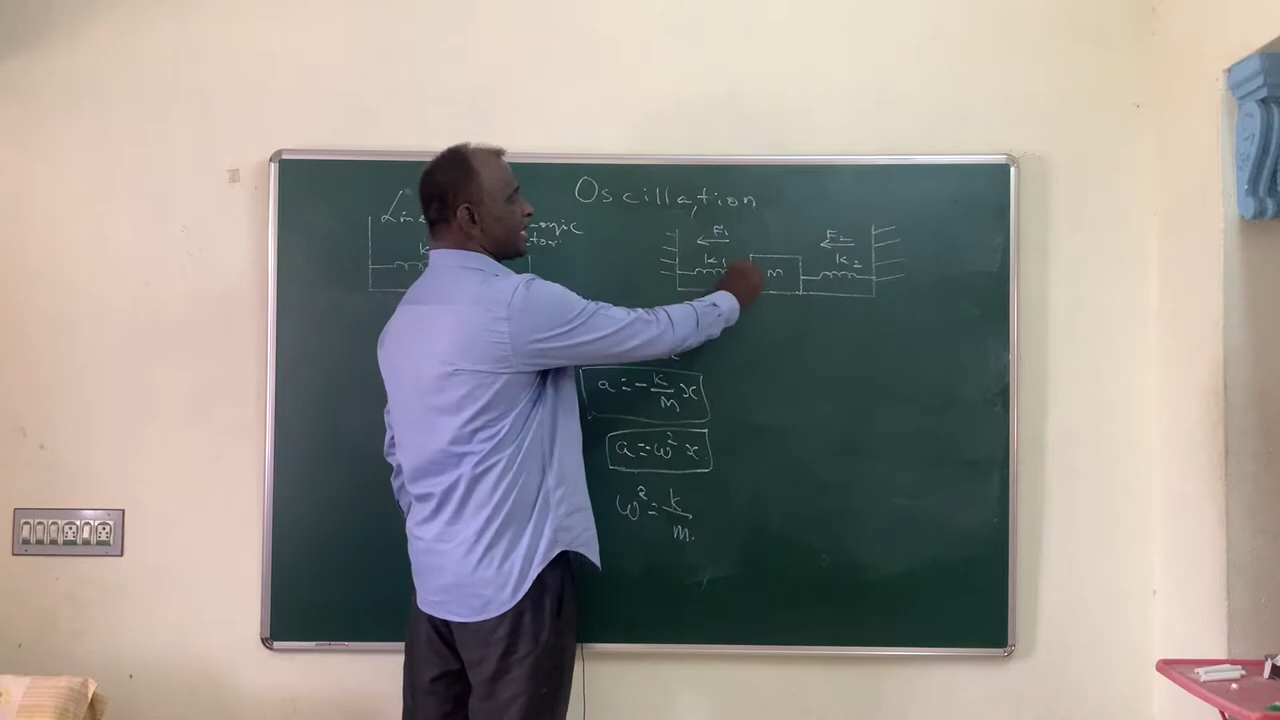 Oscillation
F₁ F₂
k₁ m k₂
a = - k/m x
a = - ω² x
ω² = k/m.